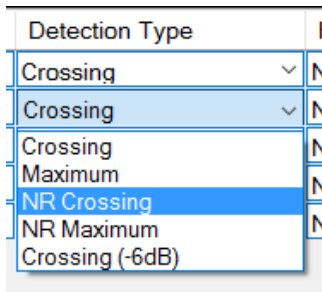 Detection Type
Crossing
Crossing
Crossing
Maximum
NR Crossing
NR Maximum
Crossing (-6dB)